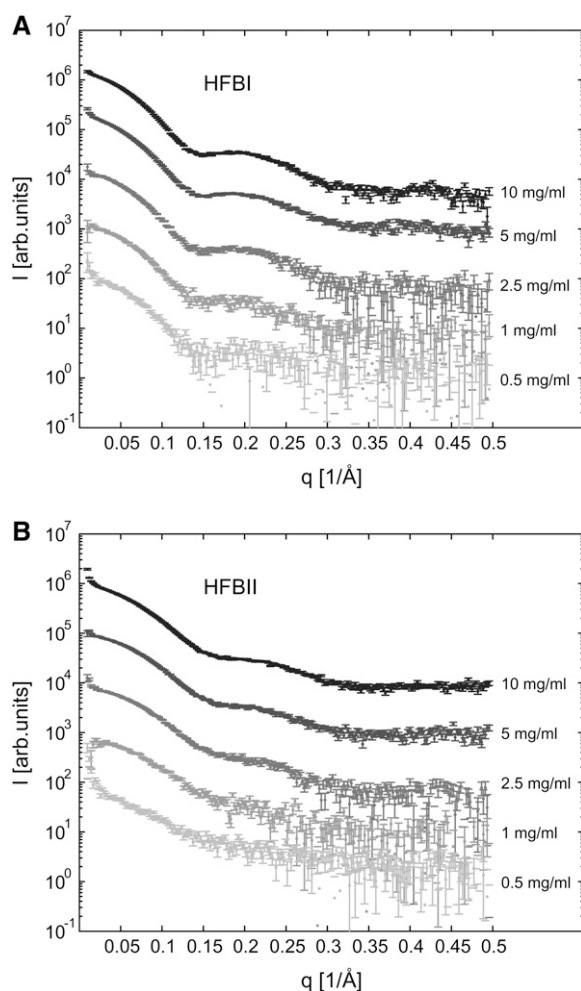 A
HFBI
I [arb.units]
10^7
10^6
10^5
10^4
10^3
10^2
10^1
10^0
10^-1
10 mg/ml
5 mg/ml
2.5 mg/ml
1 mg/ml
0.5 mg/ml
0.05 0.1 0.15 0.2 0.25 0.3 0.35 0.4 0.45 0.5
q [1/Å]
B
HFBII
I [arb.units]
10^7
10^6
10^5
10^4
10^3
10^2
10^1
10^0
10^-1
10 mg/ml
5 mg/ml
2.5 mg/ml
1 mg/ml
0.5 mg/ml
0.05 0.1 0.15 0.2 0.25 0.3 0.35 0.4 0.45 0.5
q [1/Å]